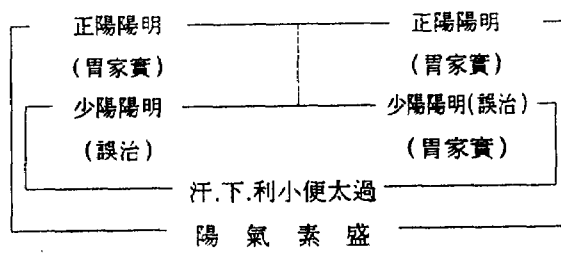 正陽陽明 正陽陽明
(胃家實) (胃家實)
少陽陽明 少陽陽明(誤治)
(誤治) (胃家實)
汗.下.利小便太過
陽氣素盛